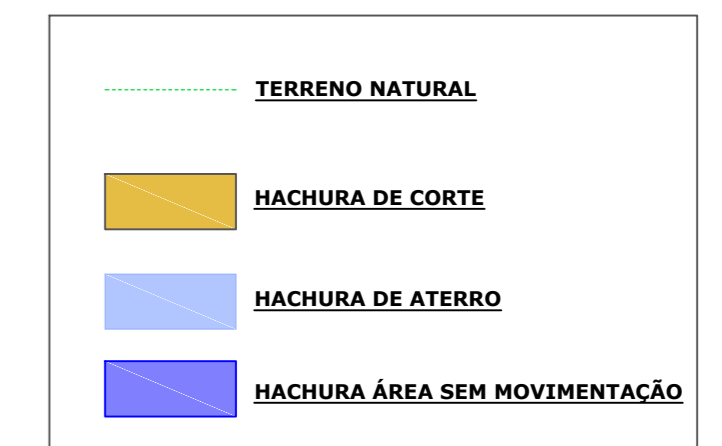 TERRENO NATURAL
HACHURA DE CORTE
HACHURA DE ATERRO
HACHURA ÁREA SEM MOVIMENTAÇÃO